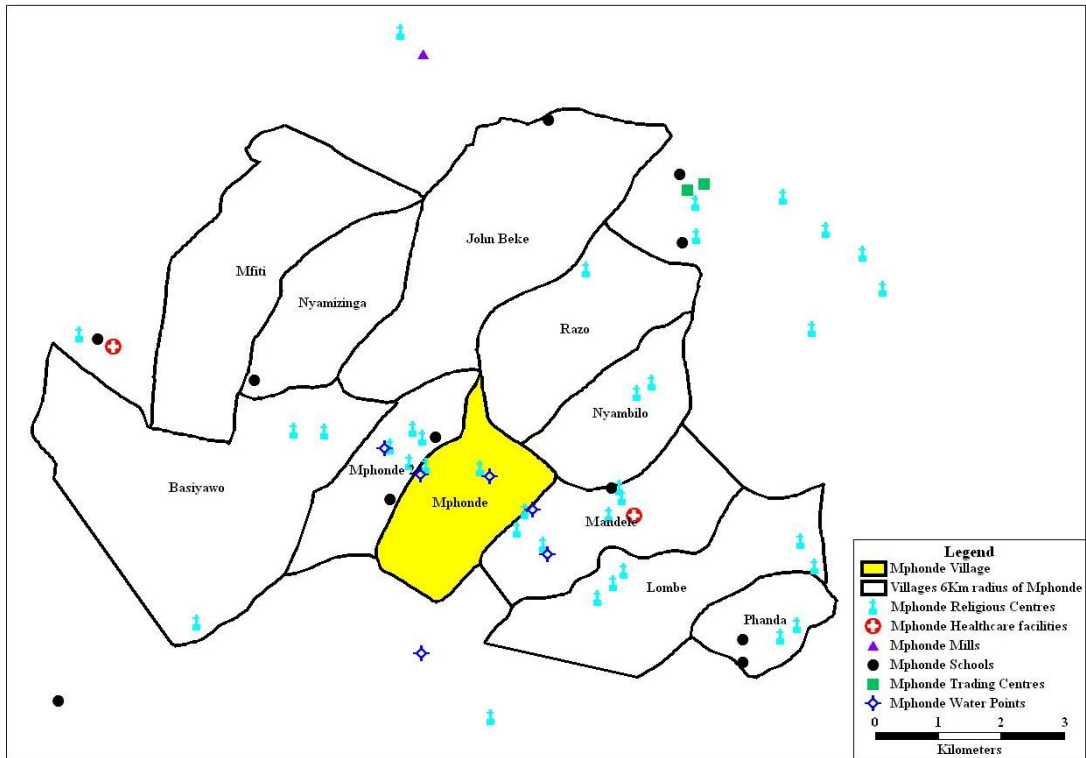 John Beke
Mfiti
Nyamizinga
Razo
Nyambilo
Mphonde 2
Basiyawo
Mphonde
Mandele
Lombe
Phanda
Legend
Mphonde Village
Villages 6Km radius of Mphonde
Mphonde Religious Centres
Mphonde Healthcare facilities
Mphonde Mills
Mphonde Schools
Mphonde Trading Centres
Mphonde Water Points
0 1 2 3
Kilometers